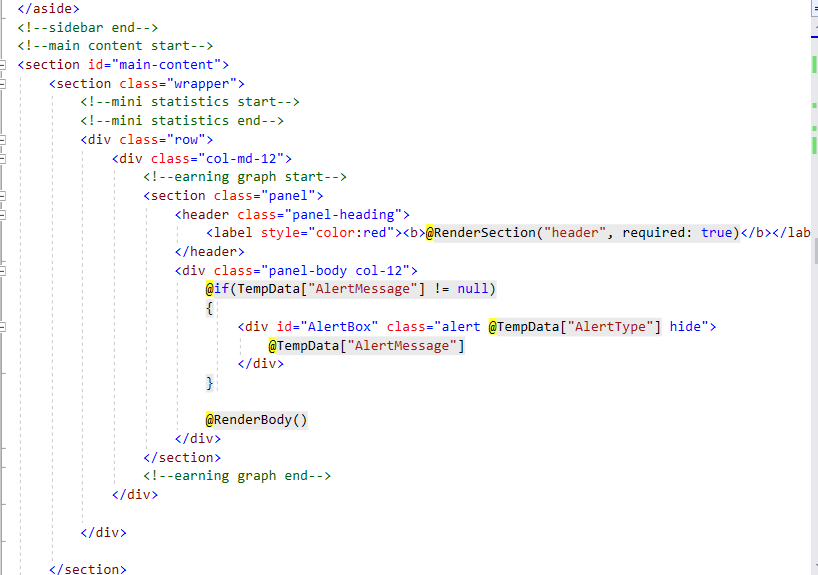 </aside>
<!--sidebar end-->
<!--main content start-->
<section id="main-content">
<section class="wrapper">
<!--mini statistics start-->
<!--mini statistics end-->
<div class="row">
<div class="col-md-12">
<!--earning graph start-->
<section class="panel">
<header class="panel-heading">
<label style="color:red"><b>@RenderSection("header", required: true)</b></lab
</header>
<div class="panel-body col-12">
@if(TempData["AlertMessage"] != null)
{
<div id="AlertBox" class="alert @TempData["AlertType"] hide">
@TempData["AlertMessage"]
</div>
}
@RenderBody()
</div>
</section>
<!--earning graph end-->
</div>
</div>
</section>